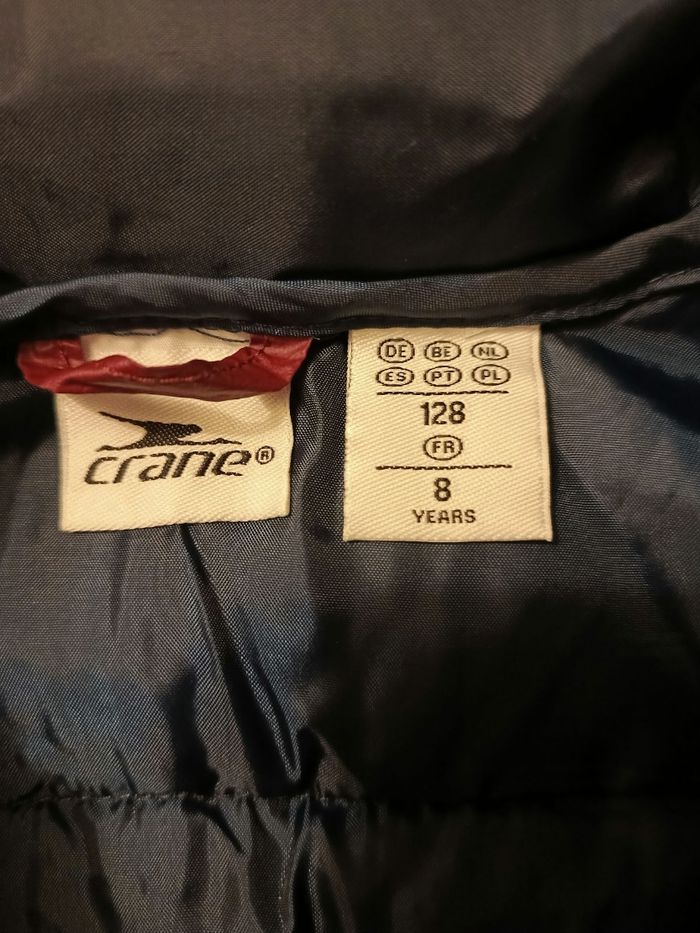 crane®
DE BE NL
ES PT PL
128
FR
8
YEARS